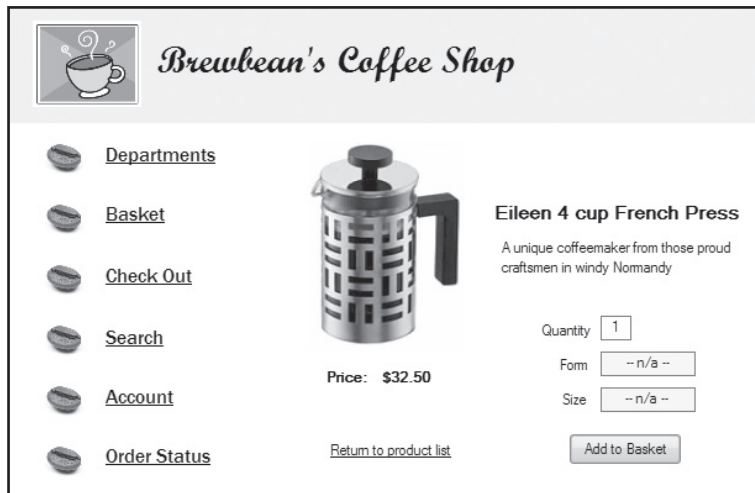 Brewbean's Coffee Shop
Departments
Basket
Check Out
Search
Account
Order Status
Price: $32.50
Return to product list
Eileen 4 cup French Press
A unique coffeemaker from those proud
craftsmen in windy Normandy
Quantity 1
Form -- n/a --
Size -- n/a --
Add to Basket